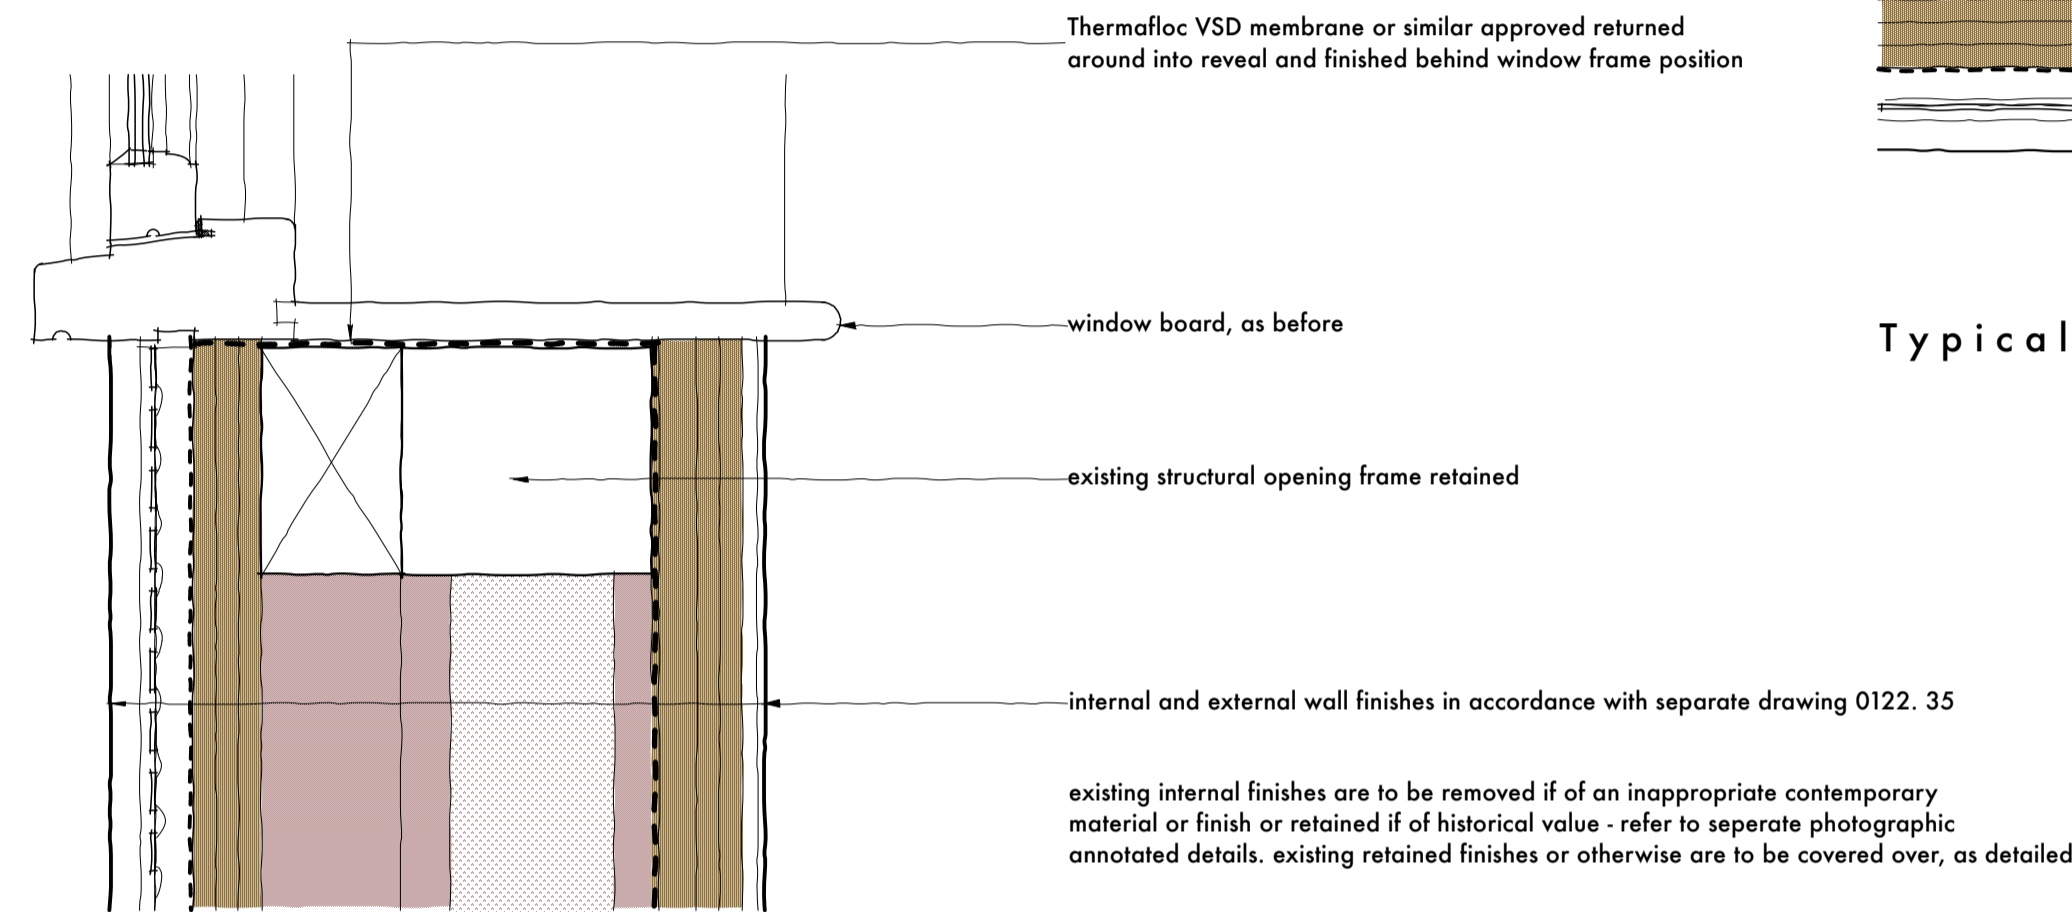 Thermafloc VSD membrane or similar approved returned
around into reveal and finished behind window frame position
window board, as before
Typical
existing structural opening frame retained
internal and external wall finishes in accordance with separate drawing 0122. 35
existing internal finishes are to be removed if of an inappropriate contemporary
material or finish or retained if of historical value - refer to seperate photographic
annotated details. existing retained finishes or otherwise are to be covered over, as detailed